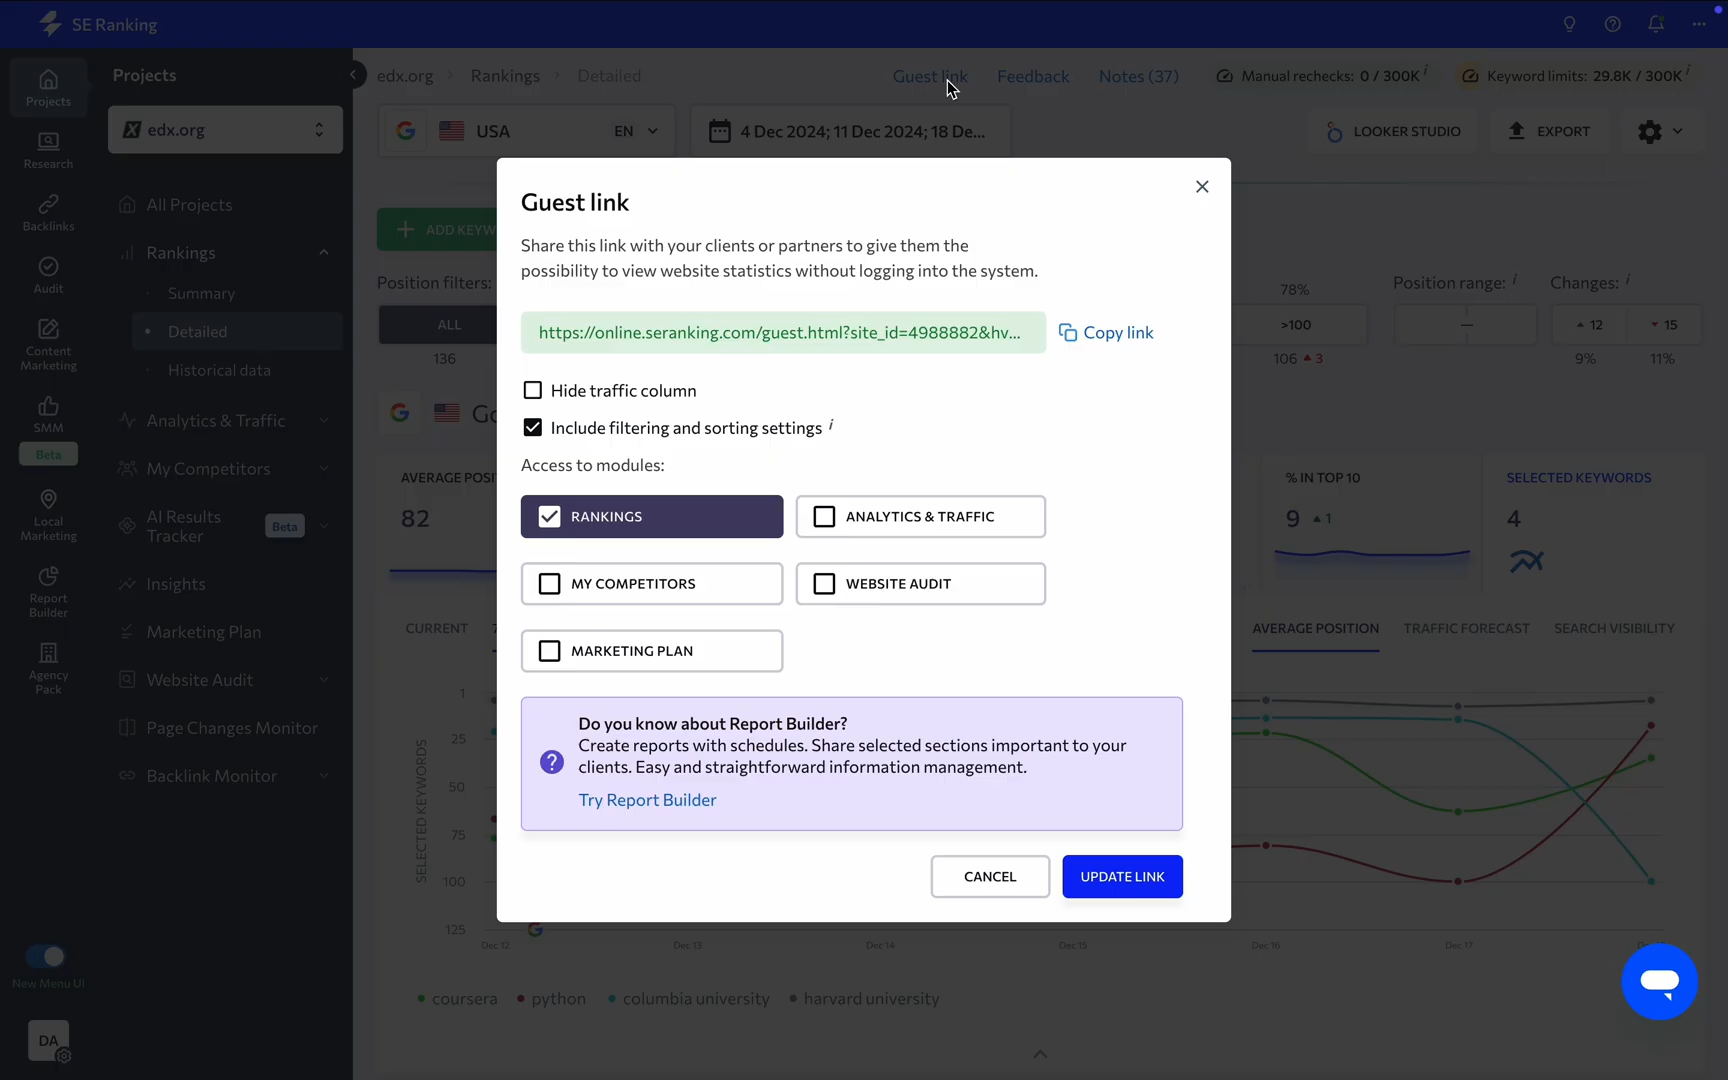 SE Ranking
Projects
Research
Backlinks
Audit
Content
Marketing
SMM
Beta
Local
Marketing
Report
Builder
Agency
Pack
New Menu UI
DA
Projects
edx.org
All Projects
Rankings
Summary
Detailed
Historical data
Analytics & Traffic
My Competitors
AI Results
Tracker
Beta
Insights
Marketing Plan
Website Audit
Page Changes Monitor
Backlink Monitor
edx.org > Rankings > Detailed
Guest link
Feedback
Notes (37)
Manual rechecks: 0 / 300K i
Keyword limits: 29.8K / 300K i
USA EN
4 Dec 2024; 11 Dec 2024; 18 De...
LOOKER STUDIO
EXPORT
ADD KEYW
Position filters:
ALL
136
78%
>100
106 3
Position range: i
—
Changes: i
12
15
9%
11%
Go
AVERAGE POSI
82
% IN TOP 10
9 1
SELECTED KEYWORDS
4
CURRENT
AVERAGE POSITION
TRAFFIC FORECAST
SEARCH VISIBILITY
SELECTED KEYWORDS
1
25
50
75
100
125
Dec 12
Dec 13
Dec 14
Dec 15
Dec 16
Dec 17
coursera
python
columbia university
harvard university
Guest link
Share this link with your clients or partners to give them the
possibility to view website statistics without logging into the system.
https://online.seranking.com/guest.html?site_id=4988882&hv...
Copy link
Hide traffic column
Include filtering and sorting settings i
Access to modules:
RANKINGS
ANALYTICS & TRAFFIC
MY COMPETITORS
WEBSITE AUDIT
MARKETING PLAN
Do you know about Report Builder?
Create reports with schedules. Share selected sections important to your
clients. Easy and straightforward information management.
Try Report Builder
CANCEL
UPDATE LINK